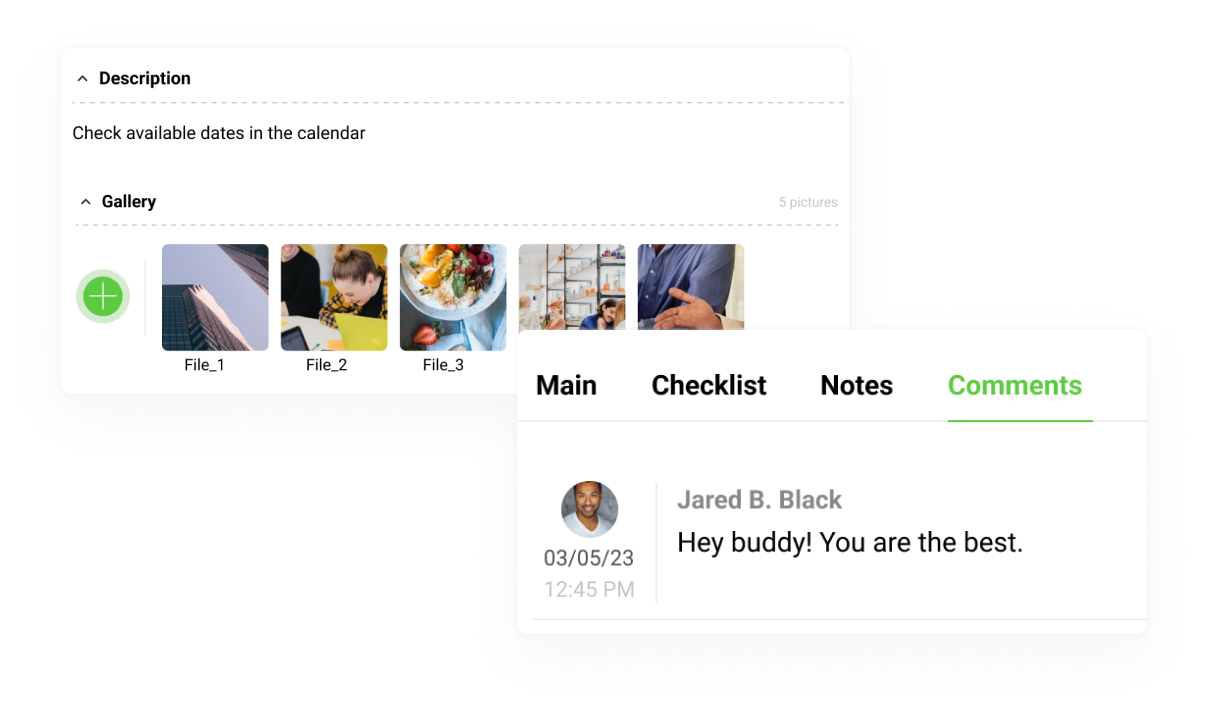 Description
Check available dates in the calendar
Gallery
5 pictures
File_1
File_2
File_3
Main
Checklist
Notes
Comments
Jared B. Black
Hey buddy! You are the best.
03/05/23
12:45 PM